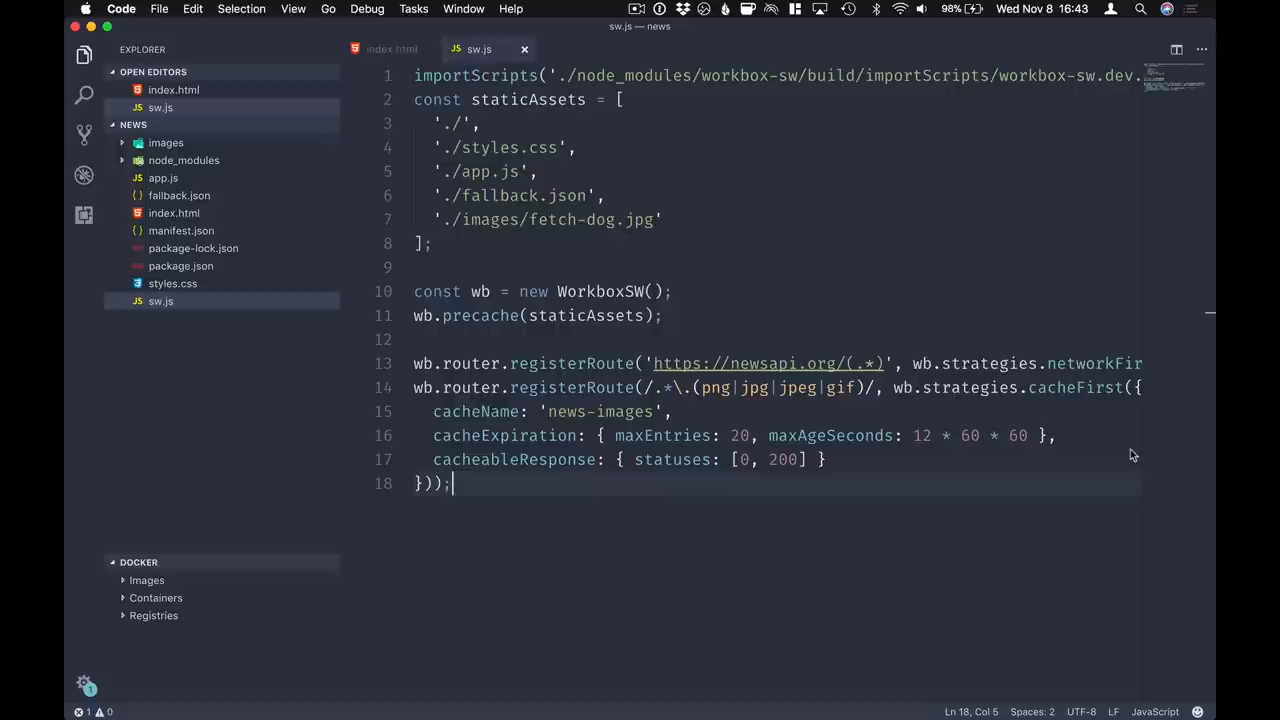 Code File Edit Selection View Go Debug Tasks Window Help 98% Wed Nov 8 16:43
sw.js — news
EXPLORER
OPEN EDITORS
index.html
sw.js
NEWS
images
node_modules
app.js
fallback.json
index.html
manifest.json
package-lock.json
package.json
styles.css
sw.js
DOCKER
Images
Containers
Registries
index.html JS sw.js
1 importScripts('./node_modules/workbox-sw/build/importScripts/workbox-sw.dev.
2 const staticAssets = [
3 './',
4 './styles.css',
5 './app.js',
6 './fallback.json',
7 './images/fetch-dog.jpg'
8 ];
9
10 const wb = new WorkboxSW();
11 wb.precache(staticAssets);
12
13 wb.router.registerRoute('https://newsapi.org/(.*)', wb.strategies.networkFir
14 wb.router.registerRoute(/.*\.(png|jpg|jpeg|gif)/, wb.strategies.cacheFirst({
15 cacheName: 'news-images',
16 cacheExpiration: { maxEntries: 20, maxAgeSeconds: 12 * 60 * 60 },
17 cacheableResponse: { statuses: [0, 200] }
18 }));
1
1 0 Ln 18, Col 5 Spaces: 2 UTF-8 LF JavaScript